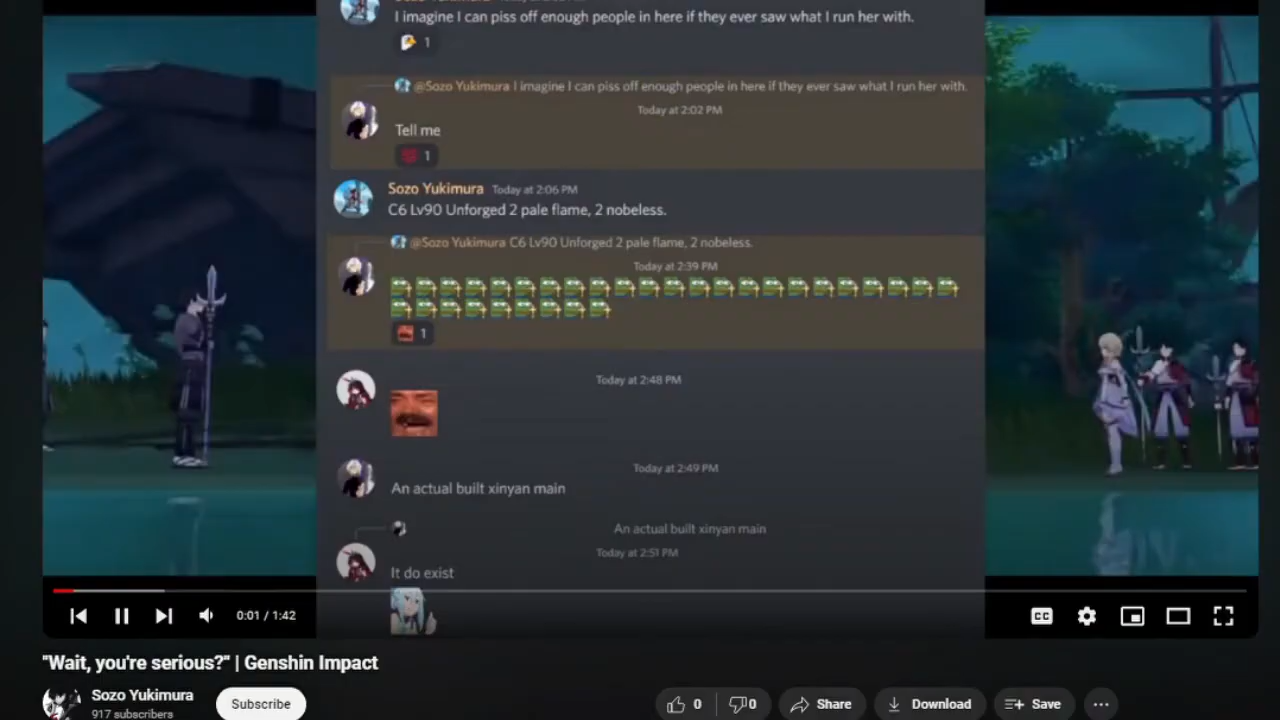 I imagine I can piss off enough people in here if they ever saw what I run her with.
1
@Sozo Yukimura I imagine I can piss off enough people in here if they ever saw what I run her with.
Today at 2:02 PM
Tell me
1
Sozo Yukimura Today at 2:06 PM
C6 Lv90 Unforged 2 pale flame, 2 nobeless.
@Sozo Yukimura C6 Lv90 Unforged 2 pale flame, 2 nobeless.
Today at 2:39 PM
1
Today at 2:48 PM
Today at 2:49 PM
An actual built xinyan main
An actual built xinyan main
Today at 2:51 PM
It do exist
0:01 / 1:42
CC
"Wait, you're serious?" | Genshin Impact
Sozo Yukimura
917 subscribers
Subscribe
0
0
Share
Download
Save